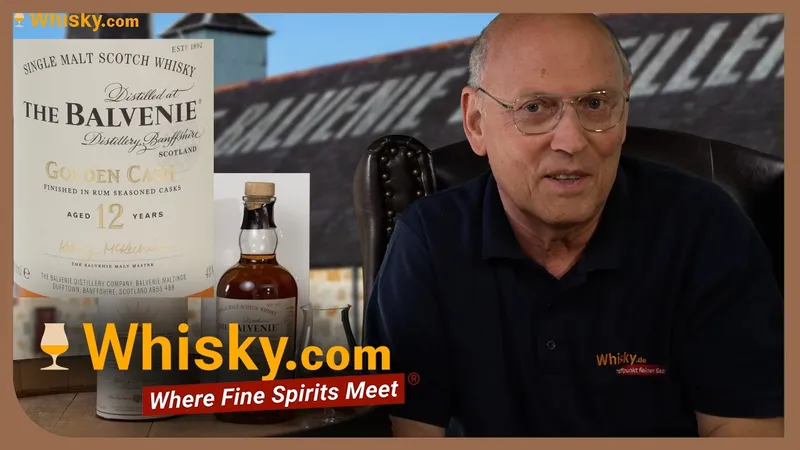 Whisky.com
EST? 1892
SINGLE MALT SCOTCH WHISKY
Distilled at
THE BALVENIE®
Distillery, Banffshire
SCOTLAND
GOLDEN CASK
FINISHED IN RUM SEASONED CASKS
AGED 12 YEARS
THE BALVENIE MALT MASTER
THE BALVENIE DISTILLERY COMPANY, BALVENIE MALTINGS
DUFFTOWN, BANFFSHIRE, SCOTLAND AB55 4BB
BALVENIE
BALVENIE
Whisky.com
Where Fine Spirits Meet®
Whisky.de